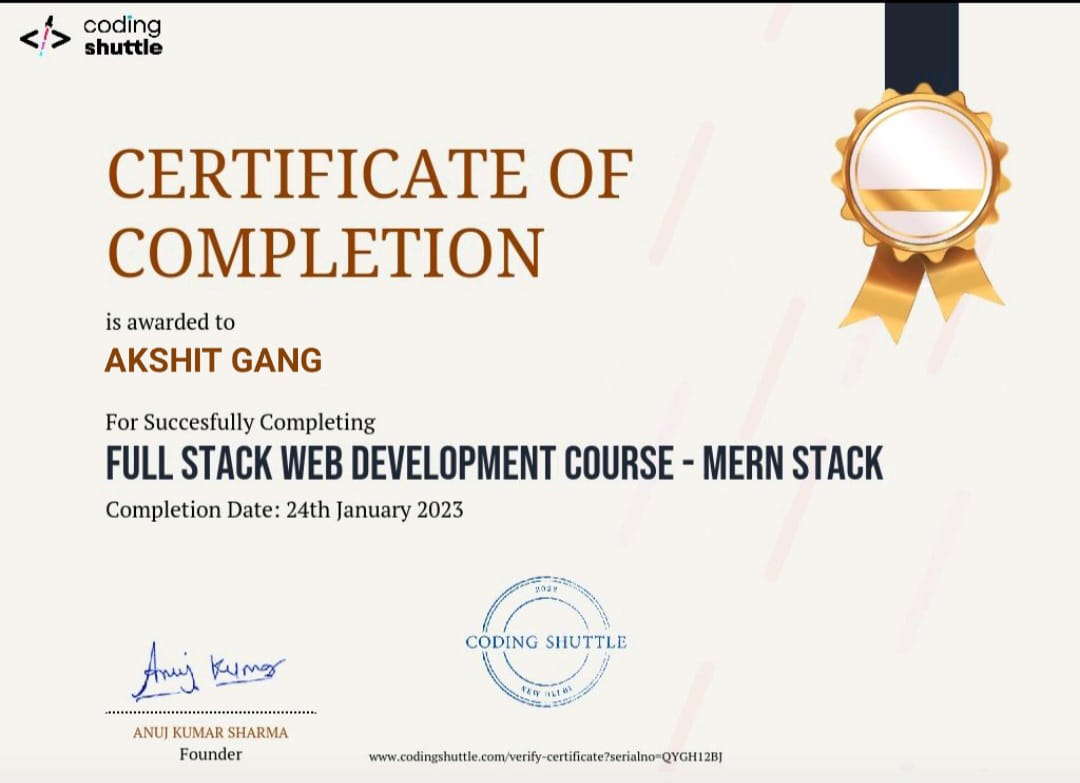 coding
shuttle
CERTIFICATE OF
COMPLETION
is awarded to
AKSHIT GANG
For Succesfully Completing
FULL STACK WEB DEVELOPMENT COURSE - MERN STACK
Completion Date: 24th January 2023
2022
CODING SHUTTLE
NEW
Anuj Kumar
ANUJ KUMAR SHARMA
Founder
www.codingshuttle.com/verify-certificate?serialno=QYGH12BJ